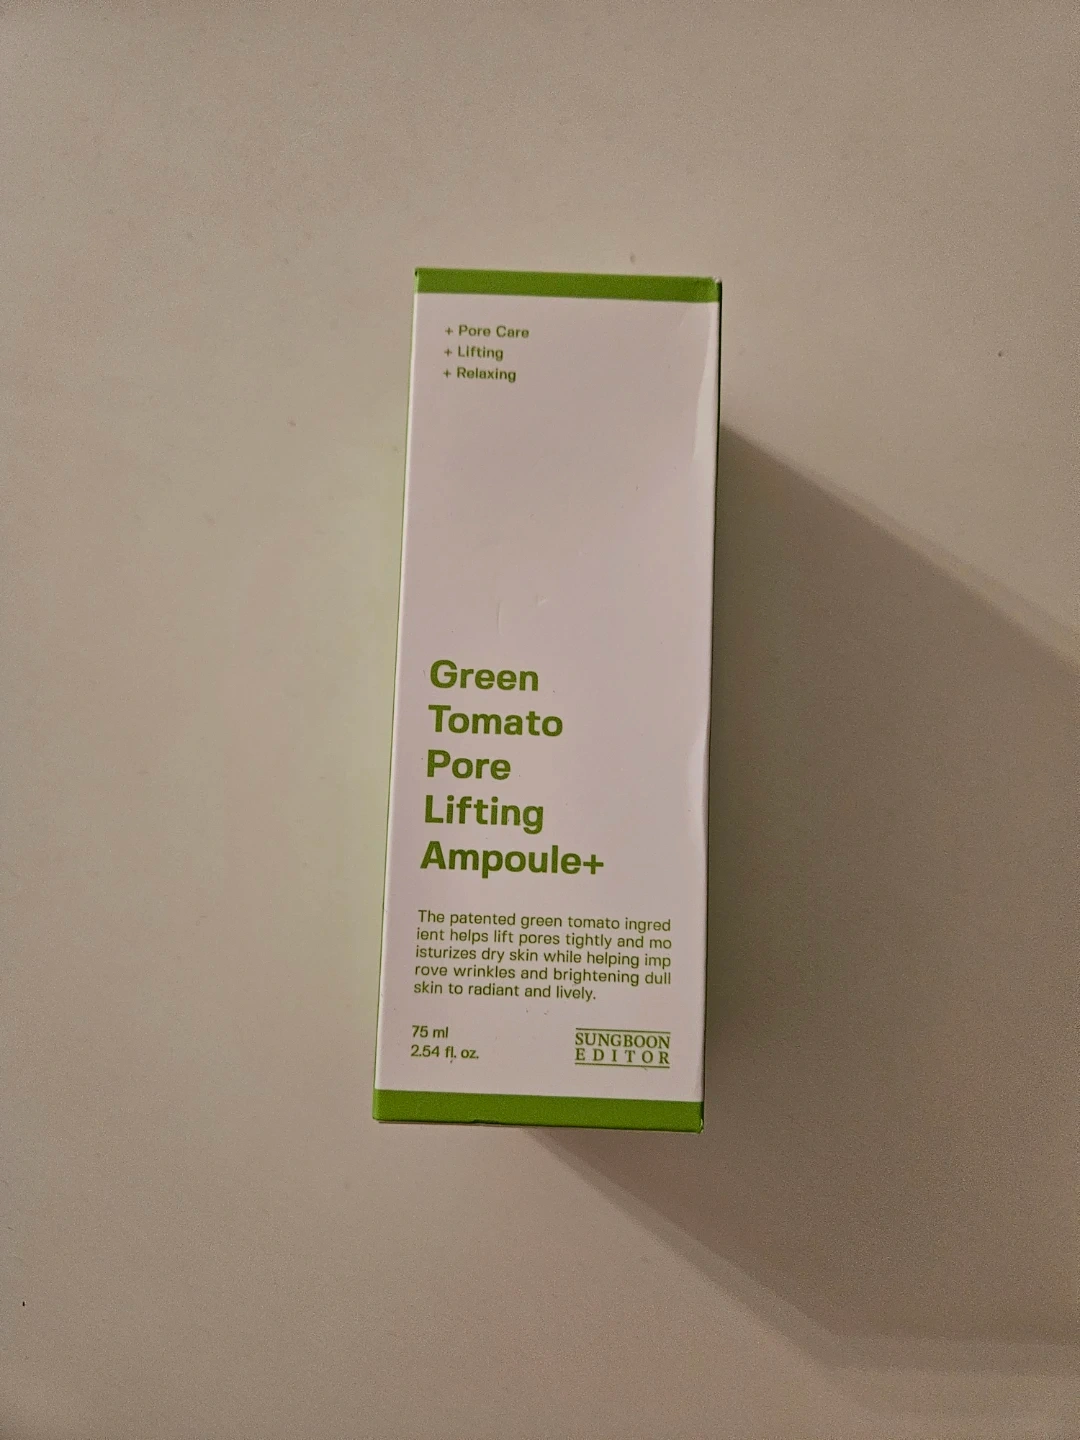 + Pore Care
+ Lifting
+ Relaxing
Green
Tomato
Pore
Lifting
Ampoule+
The patented green tomato ingred
ient helps lift pores tightly and mo
isturizes dry skin while helping imp
rove wrinkles and brightening dull
skin to radiant and lively.
75 ml
2.54 fl. oz.
SUNGBOON
EDITOR